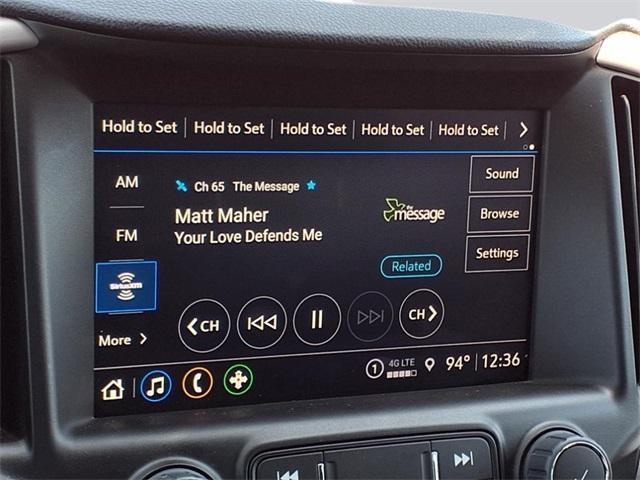 Hold to Set Hold to Set Hold to Set Hold to Set Hold to Set
AM
Ch 65 The Message
Sound
Matt Maher
the message
Browse
FM
Your Love Defends Me
Settings
Related
SiriusXM
CH CH
More
1 4G LTE 94° 12:36